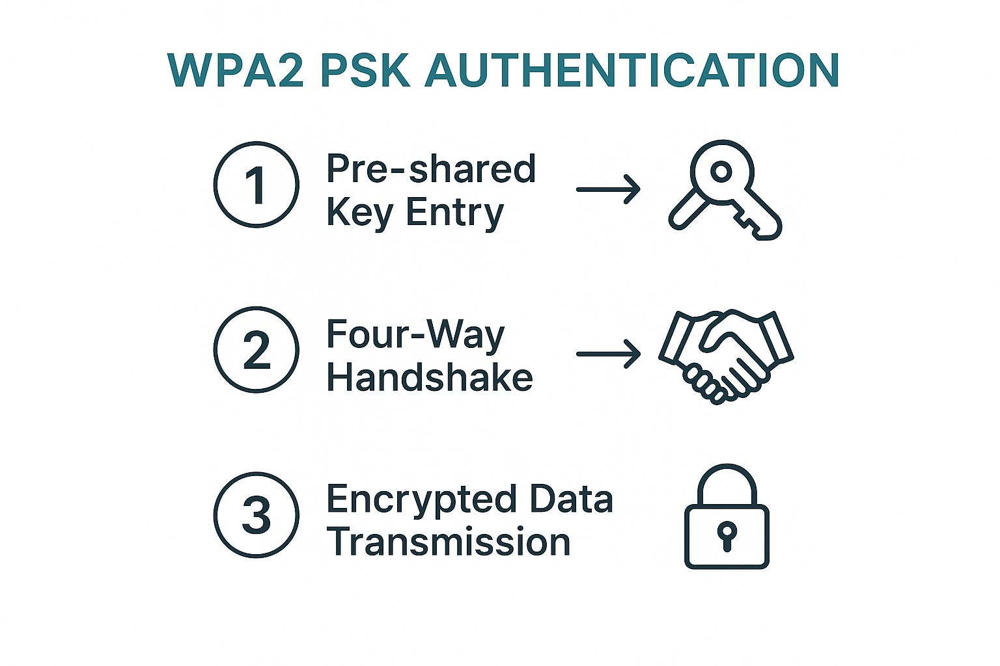 WPA2 PSK AUTHENTICATION
1
Pre-shared
Key Entry
2
Four-Way
Handshake
3
Encrypted Data
Transmission